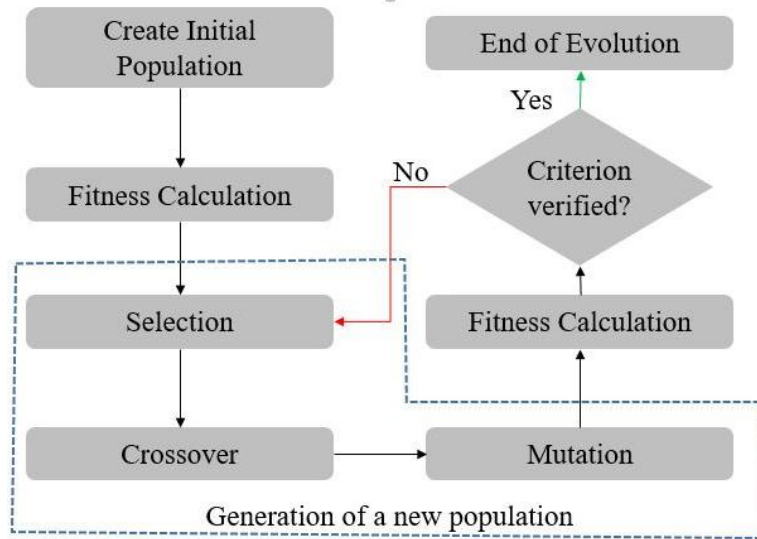 Create Initial
Population
Fitness Calculation
Selection
Crossover
Mutation
Fitness Calculation
Criterion
verified?
No
Yes
End of Evolution
Generation of a new population